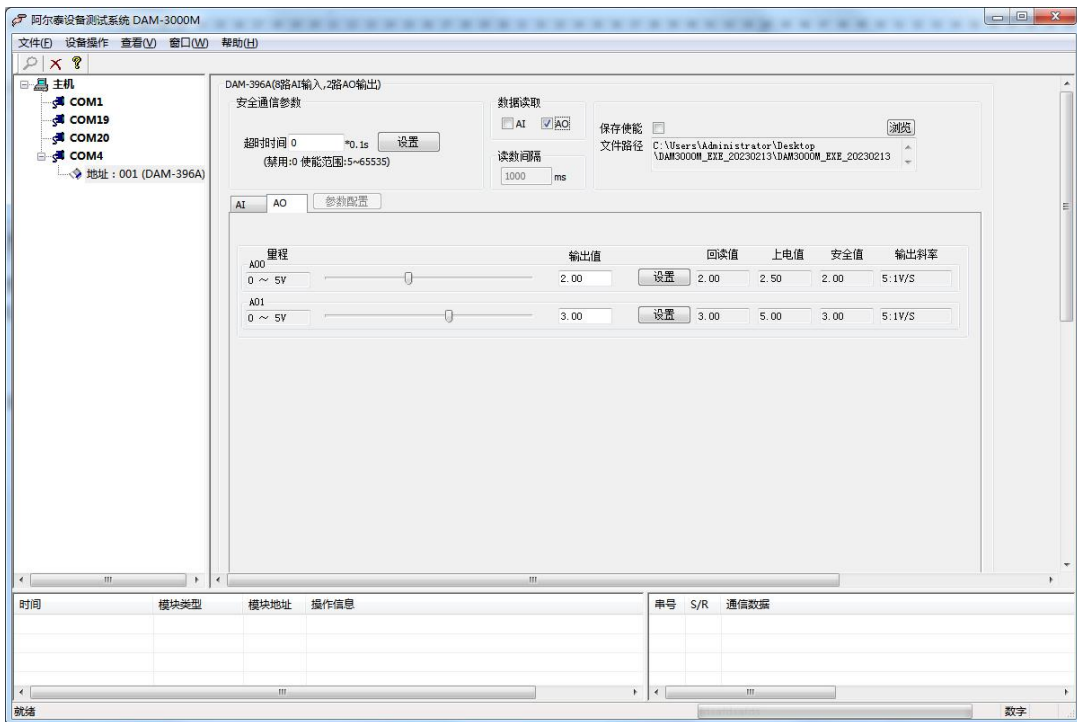 阿尔泰设备测试系统 DAM-3000M
文件(F) 设备操作 查看(V) 窗口(W) 帮助(H)
主机
COM1
COM19
COM20
COM4
地址：001 (DAM-396A)
DAM-396A(8路AI输入,2路AO输出)
安全通信参数
超时时间 0 *0.1s 设置
(禁用:0 使能范围:5~65535)
数据读取
AI AO
读数间隔
1000 ms
保存使能 浏览
文件路径 C:\Users\Administrator\Desktop
\DAM3000M_EXE_20230213\DAM3000M_EXE_20230213
AI AO 参数配置
里程 输出值 回读值 上电值 安全值 输出斜率
AO0
0 ～ 5V 2.00 设置 2.00 2.50 2.00 5:1V/S
AO1
0 ～ 5V 3.00 设置 3.00 5.00 3.00 5:1V/S
时间 模块类型 模块地址 操作信息
串号 S/R 通信数据
就绪 数字